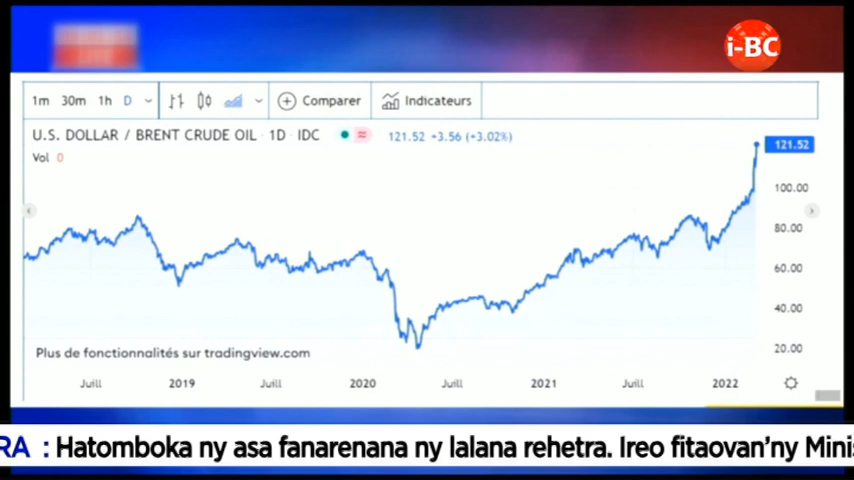 i-BC
1m 30m 1h D Comparer Indicateurs
U.S. DOLLAR / BRENT CRUDE OIL · 1D · IDC 121.52 +3.56 (+3.02%)
Vol 0
121.52
100.00
80.00
60.00
40.00
20.00
Plus de fonctionnalités sur tradingview.com
Juill 2019 Juill 2020 Juill 2021 Juill 2022
RA : Hatomboka ny asa fanarenana ny lalana rehetra. Ireo fitaovan'ny Minis